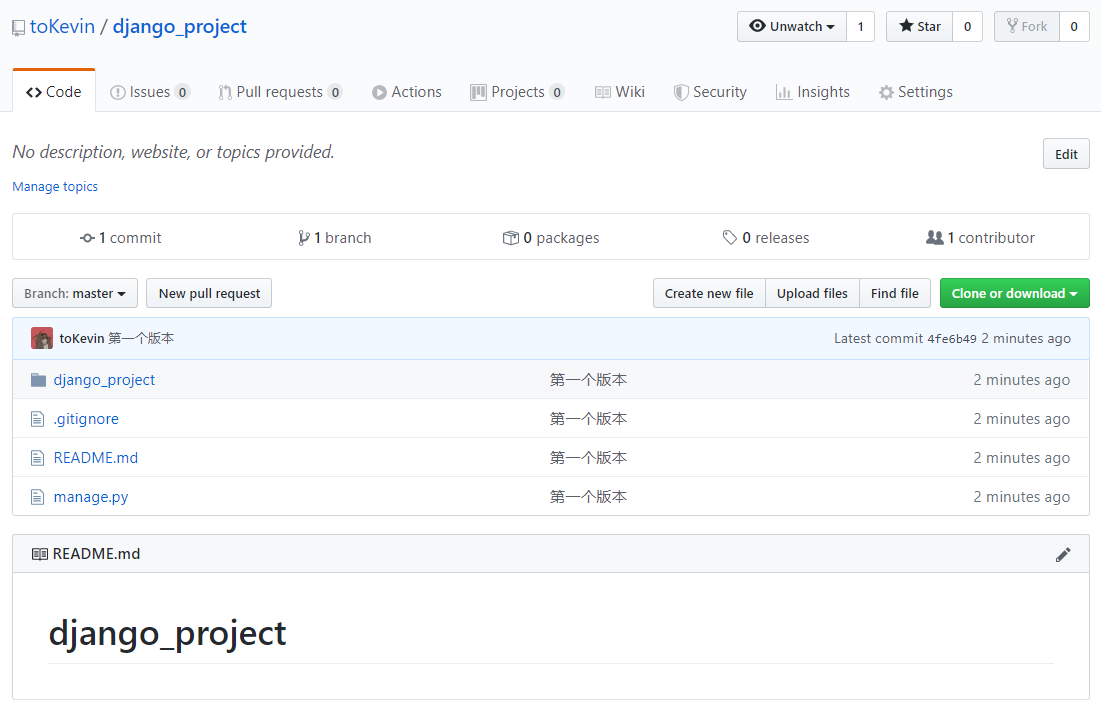 toKevin / django_project Unwatch 1 Star 0 Fork 0
Code Issues 0 Pull requests 0 Actions Projects 0 Wiki Security Insights Settings
No description, website, or topics provided. Edit
Manage topics
1 commit 1 branch 0 packages 0 releases 1 contributor
Branch: master New pull request Create new file Upload files Find file Clone or download
toKevin 第一个版本 Latest commit 4fe6b49 2 minutes ago
django_project 第一个版本 2 minutes ago
.gitignore 第一个版本 2 minutes ago
README.md 第一个版本 2 minutes ago
manage.py 第一个版本 2 minutes ago
README.md
django_project